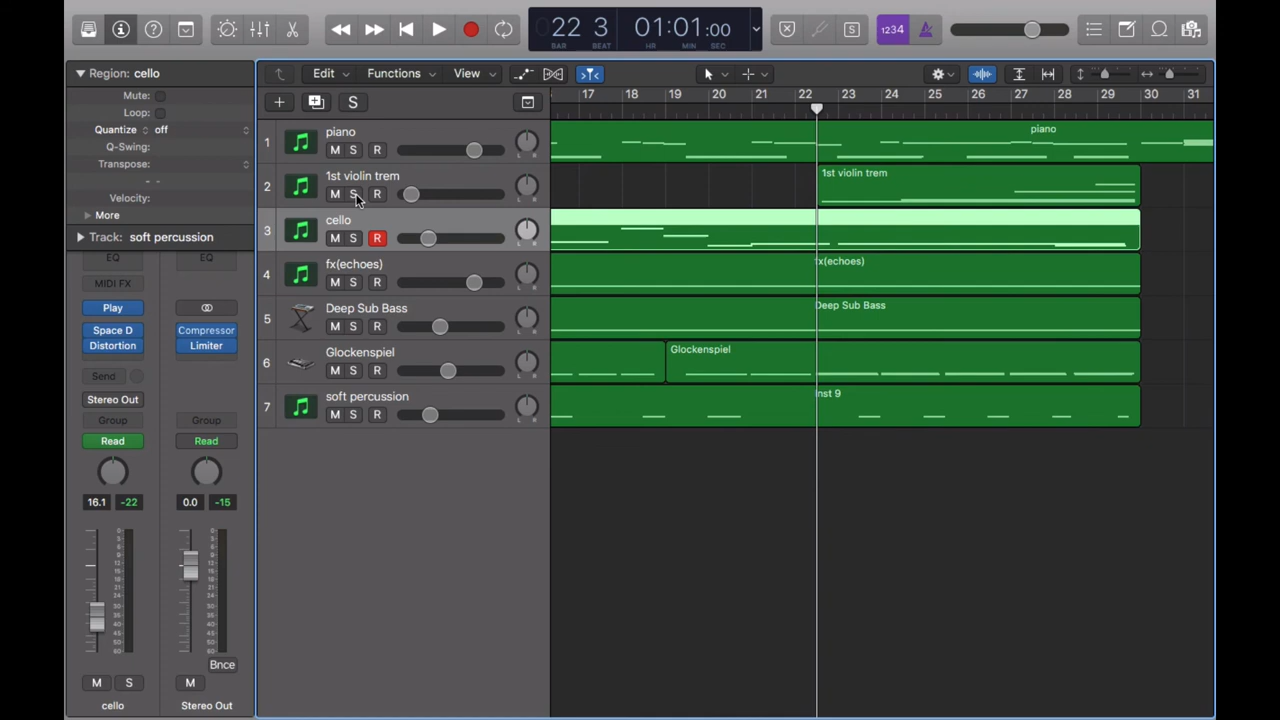 22 3 01:01:00
BAR BEAT HR MIN SEC
1234
S
Region: cello
Edit Functions View
Mute:
Loop:
Quantize off
Q-Swing:
Transpose:
- -
Velocity:
More
Track: soft percussion
EQ EQ
MIDI FX
Play
Space D Compressor
Distortion Limiter
Send
Stereo Out
Group Group
Read Read
16.1 -22 0.0 -15
Bnce
M S M
cello Stereo Out
S
17 18 19 20 21 22 23 24 25 26 27 28 29 30 31
1 piano
M S R
piano
2 1st violin trem
M S R
1st violin trem
3 cello
M S R
4 fx(echoes)
M S R
fx(echoes)
5 Deep Sub Bass
M S R
Deep Sub Bass
6 Glockenspiel
M S R
Glockenspiel
7 soft percussion
M S R
Inst 9